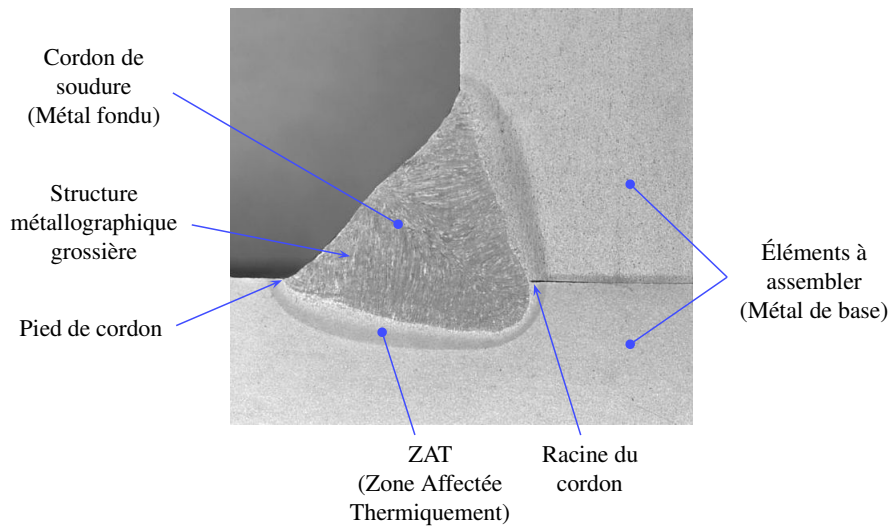 Cordon de
soudure
(Métal fondu)
Structure
métallographique
grossière
Pied de cordon
Éléments à
assembler
(Métal de base)
ZAT
(Zone Affectée
Thermiquement)
Racine du
cordon